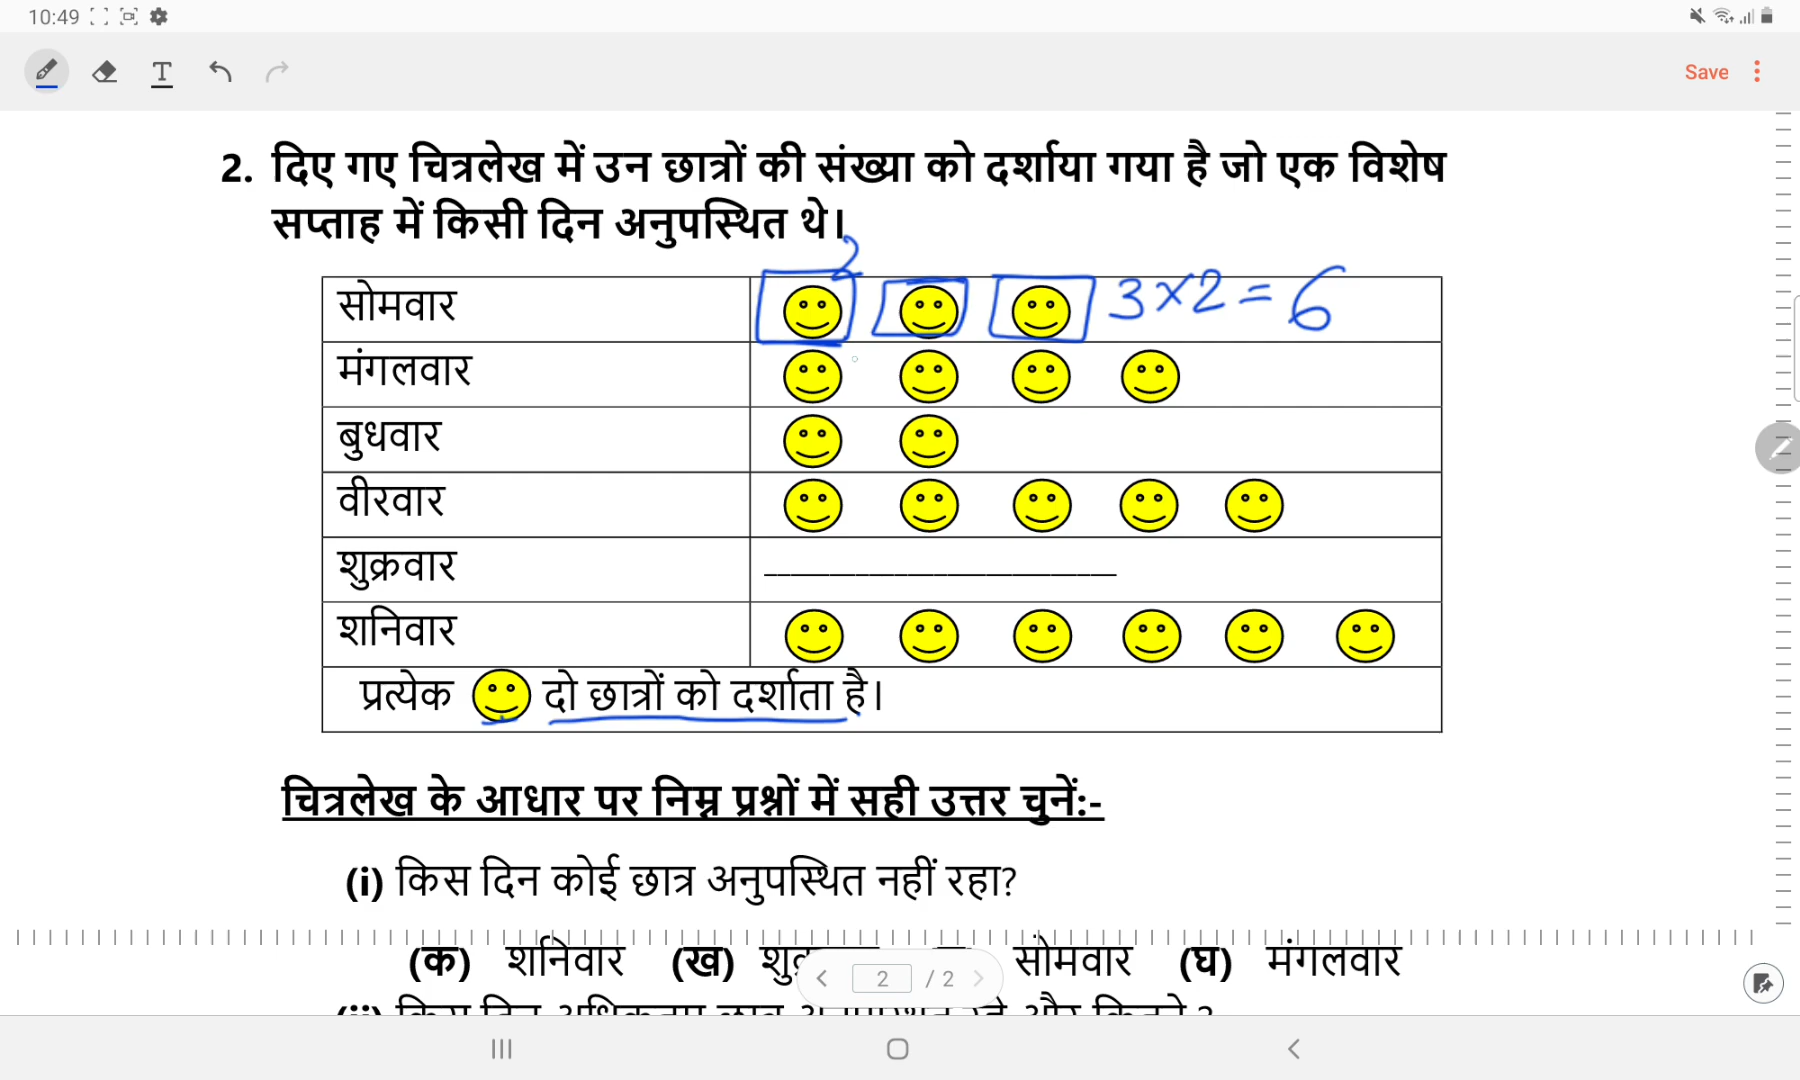 10:49
Save
2. दिए गए चित्रलेख में उन छात्रों की संख्या को दर्शाया गया है जो एक विशेष
सप्ताह में किसी दिन अनुपस्थित थे।
2
सोमवार 3×2=6
मंगलवार
बुधवार
वीरवार
शुक्रवार
शनिवार
प्रत्येक दो छात्रों को दर्शाता है।
चित्रलेख के आधार पर निम्न प्रश्नों में सही उत्तर चुनें:-
(i) किस दिन कोई छात्र अनुपस्थित नहीं रहा?
(क) शनिवार (ख) सोमवार (घ) मंगलवार
2 / 2